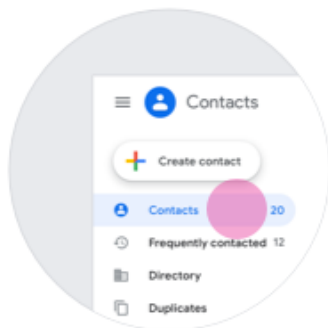 Contacts
Create contact
Contacts 20
Frequently contacted 12
Directory
Duplicates